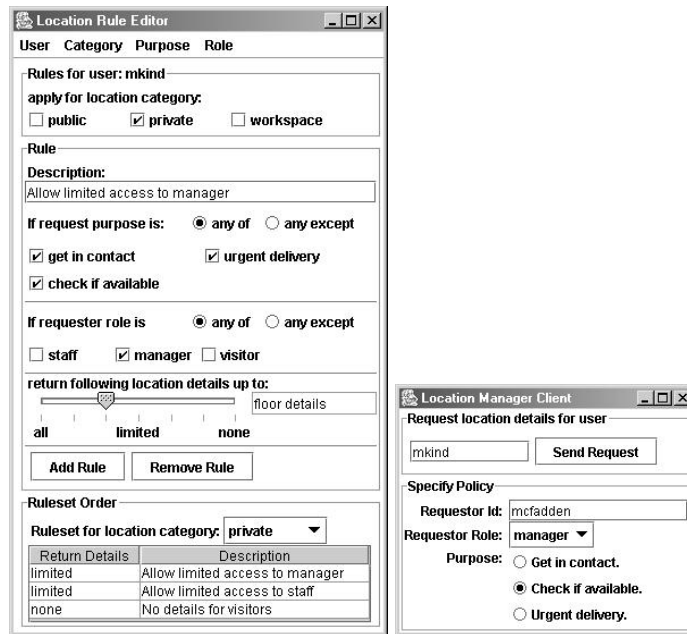 Location Rule Editor
User Category Purpose Role
Rules for user: mkind
apply for location category:
public private workspace
Rule
Description:
Allow limited access to manager
If request purpose is: any of any except
get in contact urgent delivery
check if available
If requester role is any of any except
staff manager visitor
return following location details up to:
floor details
all limited none
Add Rule Remove Rule
Ruleset Order
Ruleset for location category: private
Return Details Description
limited Allow limited access to manager
limited Allow limited access to staff
none No details for visitors
Location Manager Client
Request location details for user
mkind Send Request
Specify Policy
Requestor Id: mcfadden
Requestor Role: manager
Purpose: Get in contact.
Check if available.
Urgent delivery.